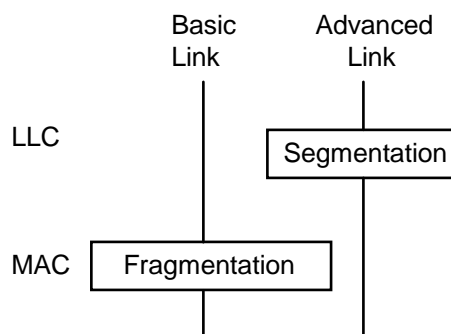 Basic Link
Advanced Link
LLC
Segmentation
MAC
Fragmentation